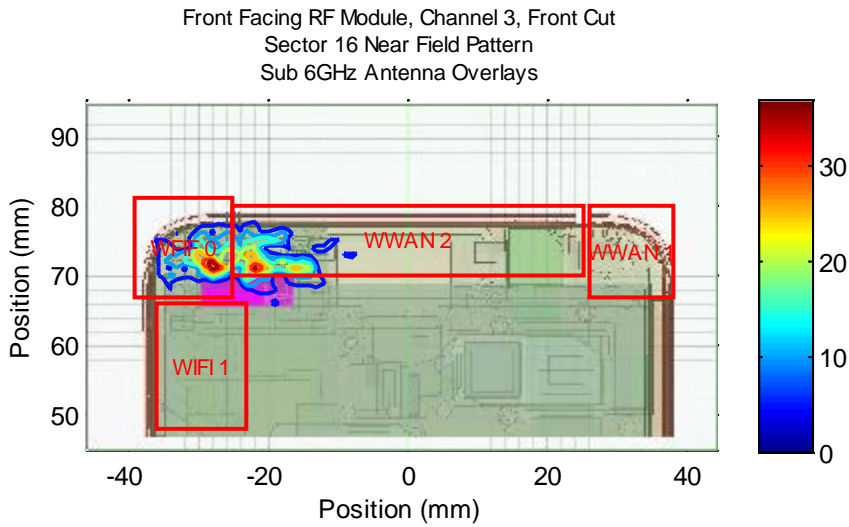 Front Facing RF Module, Channel 3, Front Cut
Sector 16 Near Field Pattern
Sub 6GHz Antenna Overlays
90
80
70
60
50
Position (mm)
-40 -20 0 20 40
Position (mm)
WIFI 0
WWAN 2
WWAN 1
WIFI 1
30
20
10
0